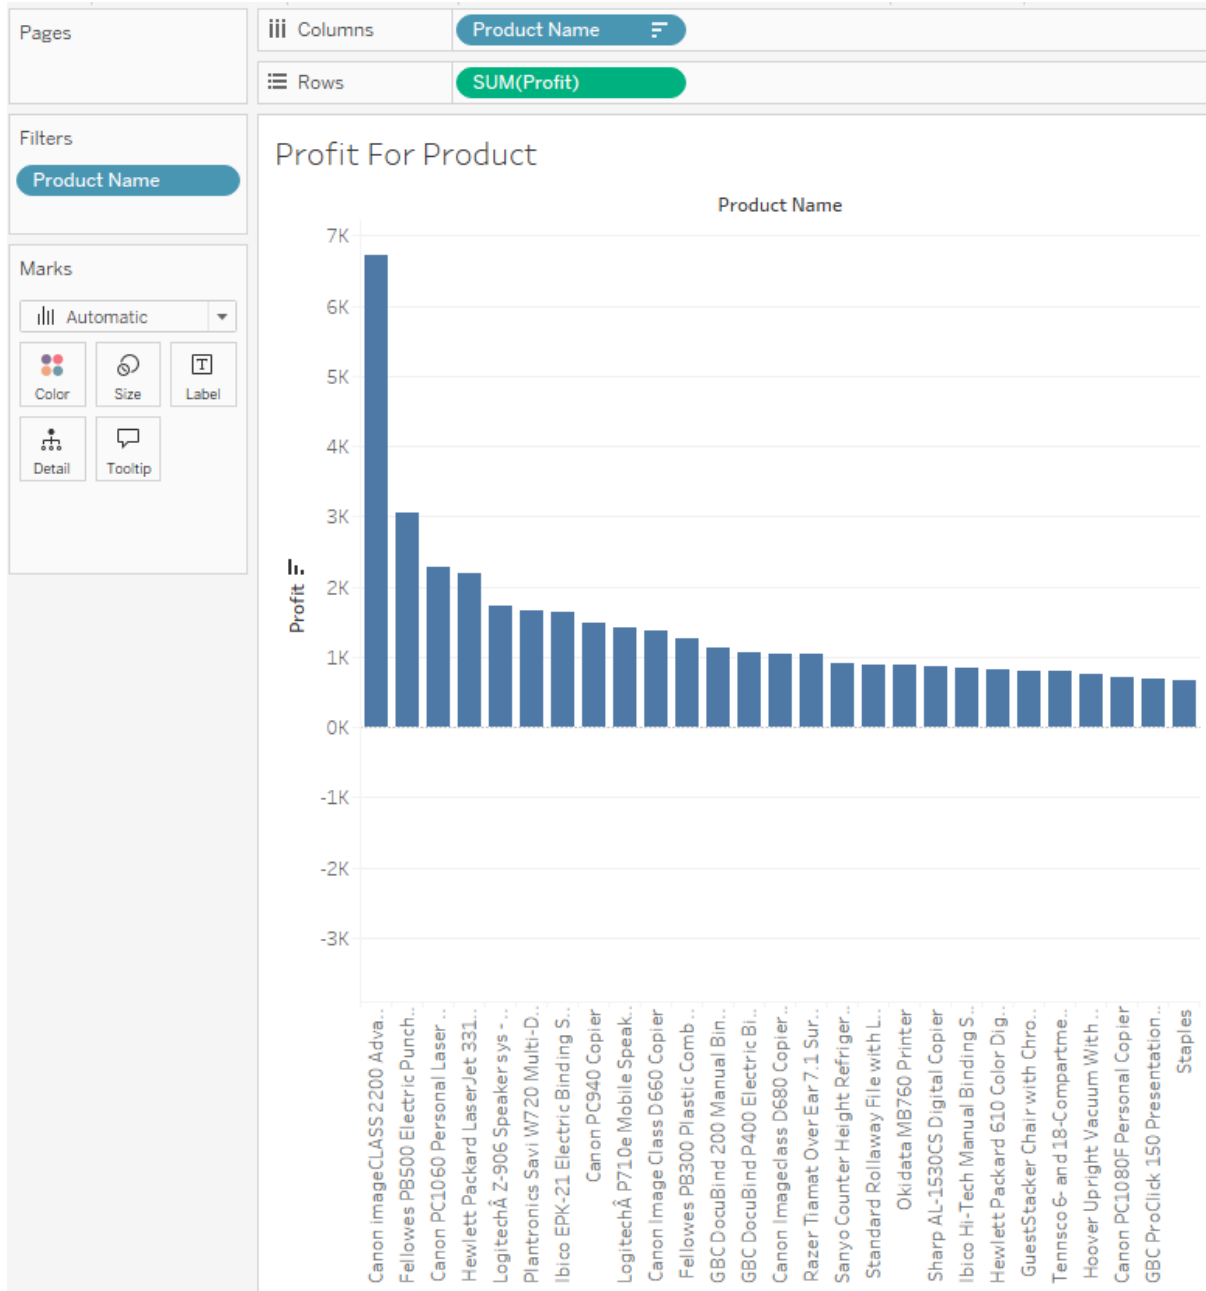 Pages
Columns
Product Name
Rows
SUM(Profit)
Filters
Product Name
Marks
Automatic
Color
Size
Label
Detail
Tooltip
Profit For Product
Product Name
7K
6K
5K
4K
3K
2K
1K
0K
-1K
-2K
-3K
Profit
Canon imageCLASS 2200 Adva..
Fellowes PB500 Electric Punch..
Canon PC1060 Personal Laser ..
Hewlett Packard LaserJet 331..
LogitechÂ Z-906 Speaker sys - ..
Plantronics Savi W720 Multi-D..
Ibico EPK-21 Electric Binding S..
Canon PC940 Copier
LogitechÂ P710e Mobile Speak..
Canon Image Class D660 Copier
Fellowes PB300 Plastic Comb ..
GBC DocuBind 200 Manual Bin..
GBC DocuBind P400 Electric Bi..
Canon Imageclass D680 Copier..
Razer Tiamat Over Ear 7.1 Sur..
Sanyo Counter Height Refriger..
Standard Rollaway File with L..
Okidata MB760 Printer
Sharp AL-1530CS Digital Copier
Ibico Hi-Tech Manual Binding S..
Hewlett Packard 610 Color Dig..
GuestStacker Chair with Chro..
Tennsco 6- and 18-Compartme..
Hoover Upright Vacuum With ..
Canon PC1080F Personal Copier
GBC ProClick 150 Presentation..
Staples